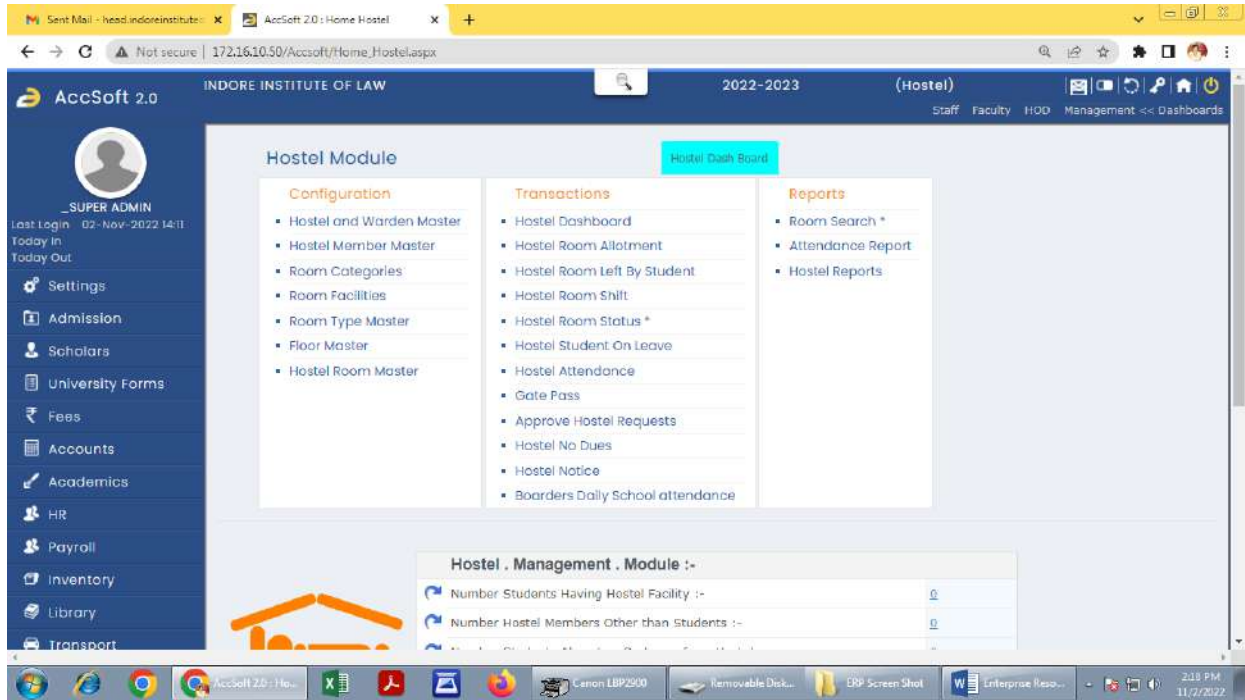 Sent Mail - head.indoreinstitute
AccSoft 2.0 : Home Hostel
Not secure | 172.16.10.50/Accsoft/Home_Hostel.aspx
AccSoft 2.0
INDORE INSTITUTE OF LAW
2022-2023
(Hostel)
Staff Faculty HOD Management << Dashboards
_SUPER ADMIN
Last Login 02-Nov-2022 14:11
Today In
Today Out
Settings
Admission
Scholars
University Forms
Fees
Accounts
Academics
HR
Payroll
Inventory
Library
Transport
Hostel Module
Hostel Dash Board
Configuration
Hostel and Warden Master
Hostel Member Master
Room Categories
Room Facilities
Room Type Master
Floor Master
Hostel Room Master
Transactions
Hostel Dashboard
Hostel Room Allotment
Hostel Room Left By Student
Hostel Room Shift
Hostel Room Status *
Hostel Student On Leave
Hostel Attendance
Gate Pass
Approve Hostel Requests
Hostel No Dues
Hostel Notice
Boarders Daily School attendance
Reports
Room Search *
Attendance Report
Hostel Reports
Hostel . Management . Module :-
Number Students Having Hostel Facility :- 0
Number Hostel Members Other than Students :- 0
AccSoft 2.0 : Ho...
Canon LBP2900
Removable Disk...
ERP Screen Shot
Enterprise Reso...
2:18 PM
11/2/2022